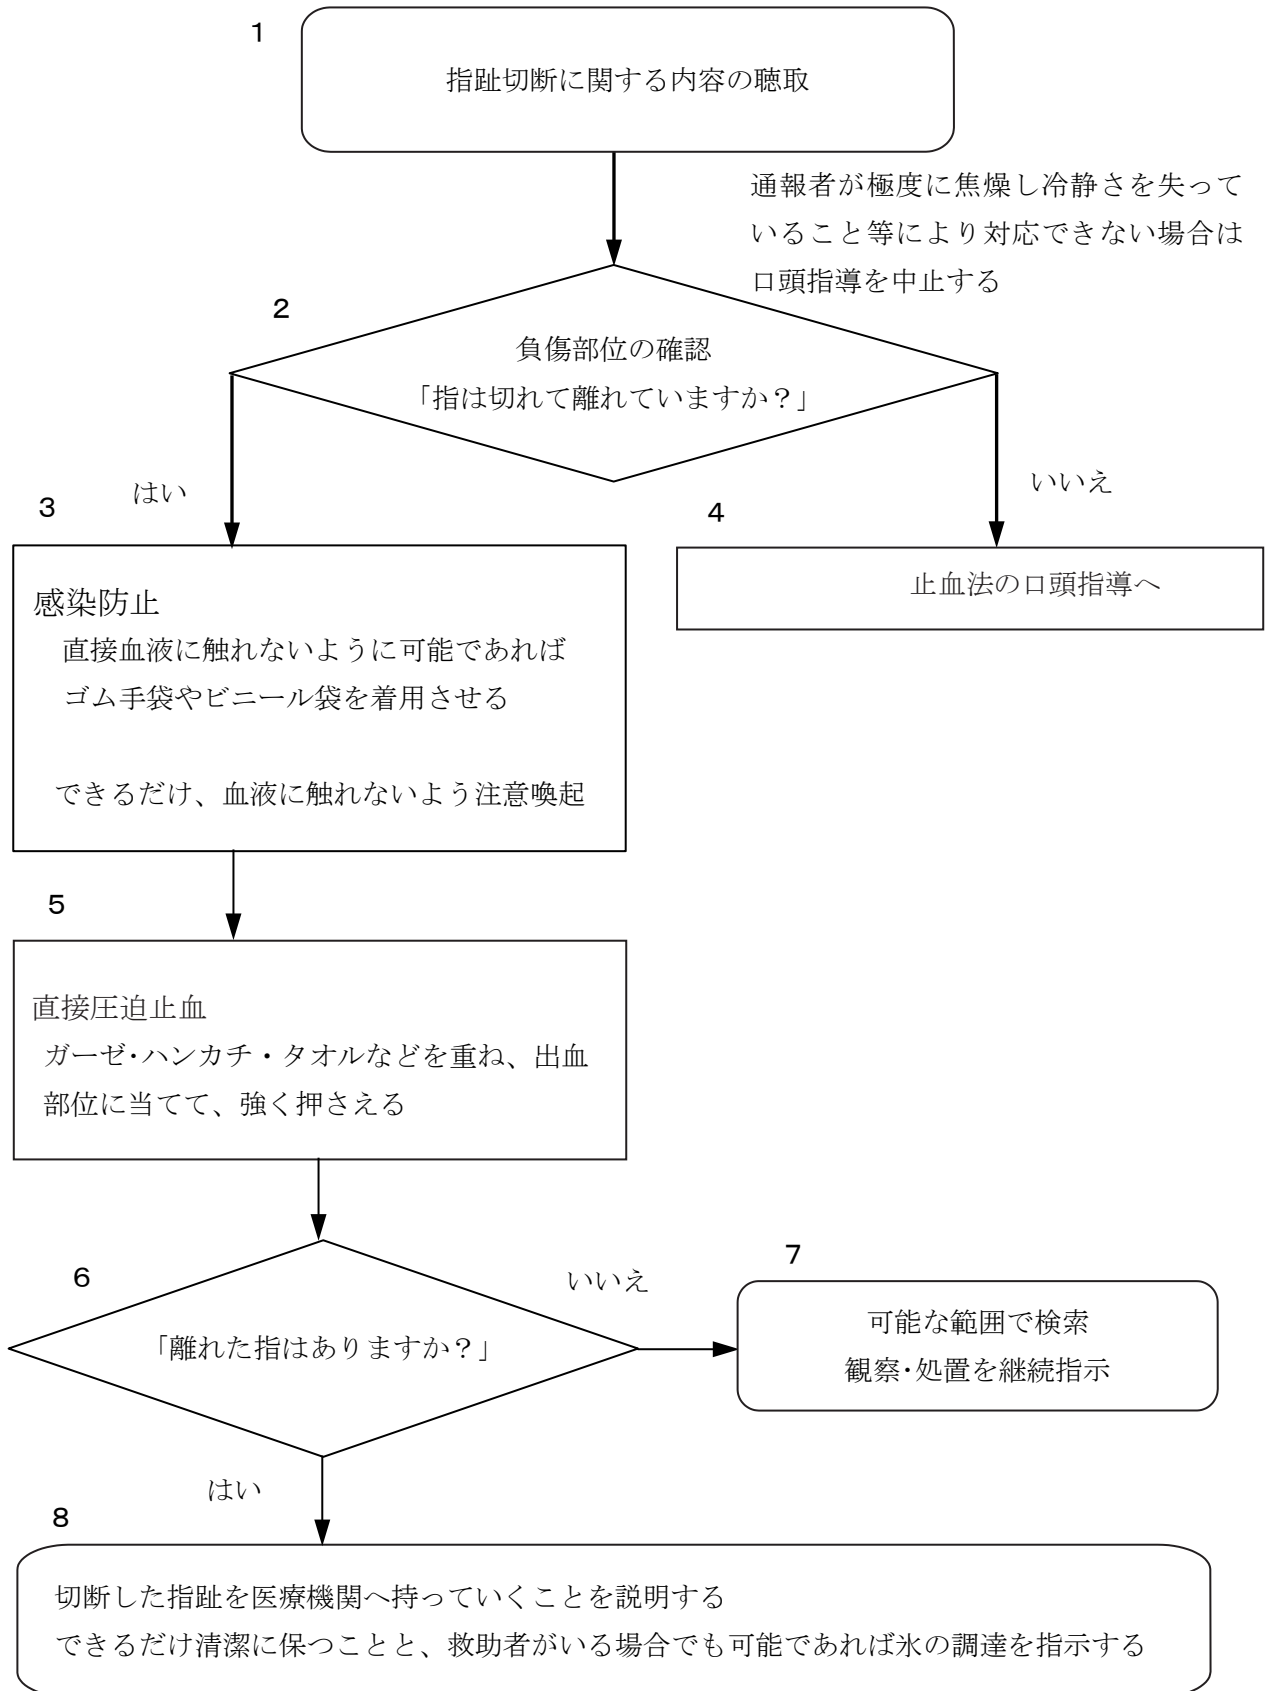 1
指趾切断に関する内容の聴取
通報者が極度に焦燥し冷静さを失って
いること等により対応できない場合は
口頭指導を中止する
2
負傷部位の確認
「指は切れて離れていますか？」
はい
いいえ
3
感染防止
直接血液に触れないように可能であれば
ゴム手袋やビニール袋を着用させる
できるだけ、血液に触れないよう注意喚起
4
止血法の口頭指導へ
5
直接圧迫止血
ガーゼ・ハンカチ・タオルなどを重ね、出血
部位に当てて、強く押さえる
6
「離れた指はありますか？」
いいえ
7
可能な範囲で検索
観察・処置を継続指示
はい
8
切断した指趾を医療機関へ持っていくことを説明する
できるだけ清潔に保つことと、救助者がいる場合でも可能であれば氷の調達を指示する